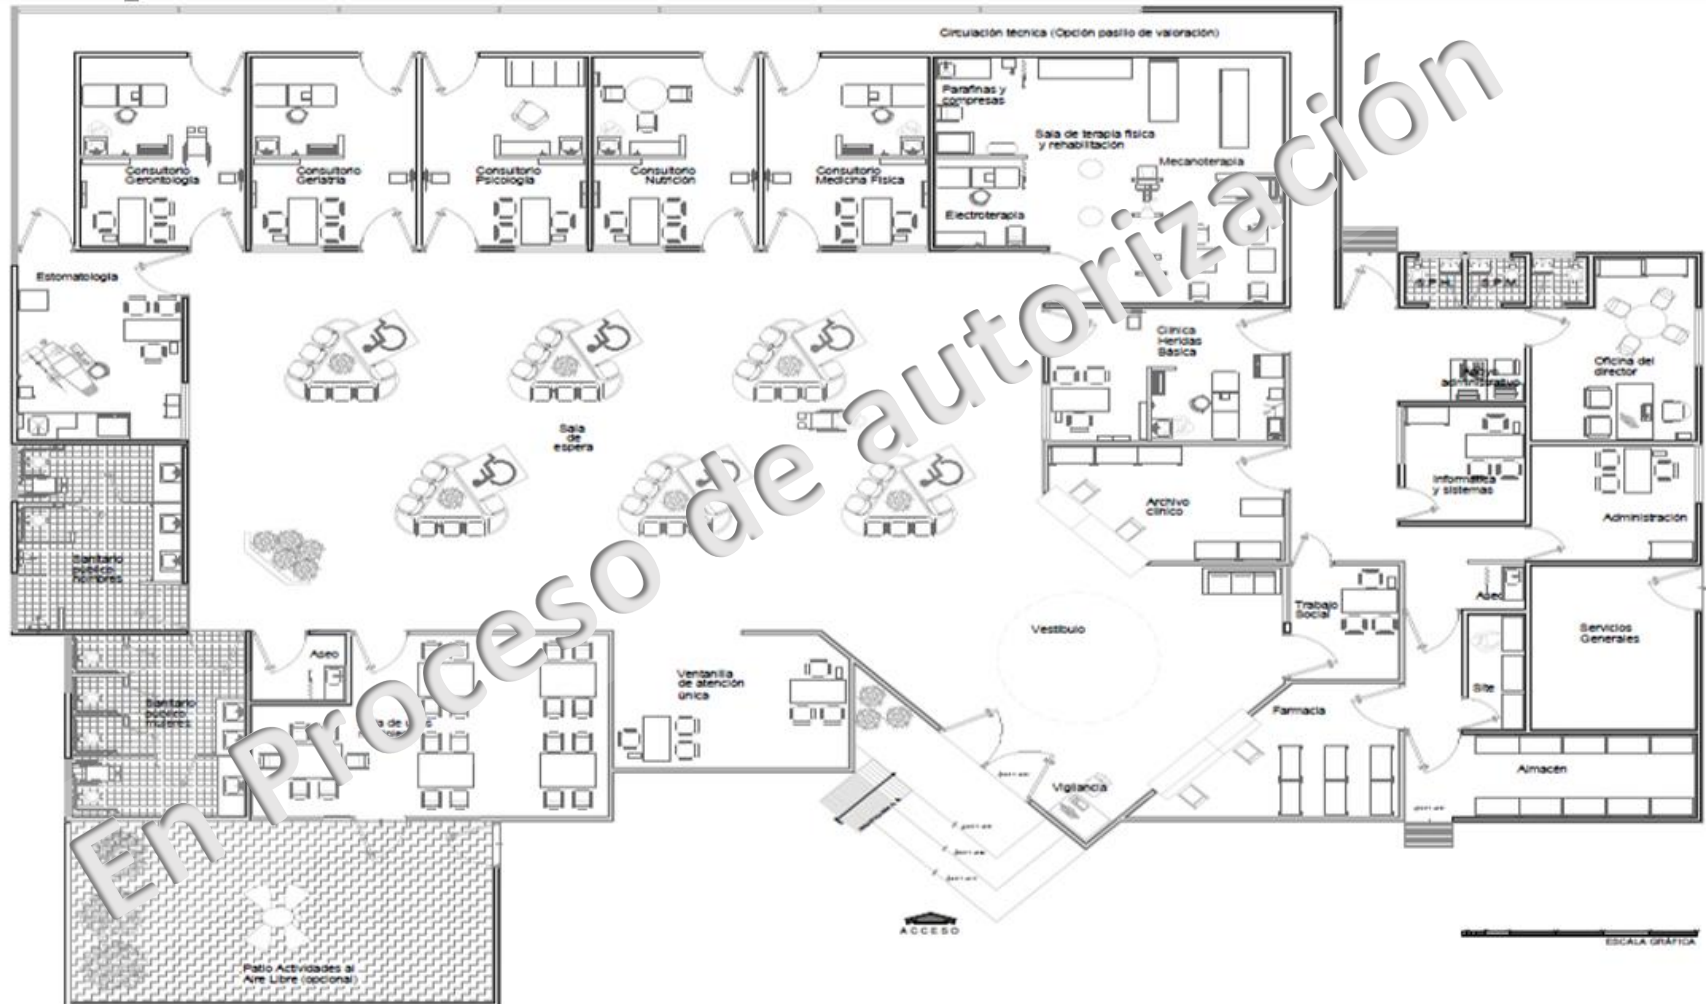 Circulación técnica (Opción pasillo de valoración)
Parafinas y
compresas
Sala de terapia física
y rehabilitación
Mecanoterapia
Electroterapia
Consultorio
Gerontología
Consultorio
Geriatría
Consultorio
Psicología
Consultorio
Nutrición
Consultorio
Medicina Física
Estomatología
S.P.H.
S.P.M.
Clínica
Heridas
Básica
Apoyo
administrativo
Oficina del
director
Sala
de
espera
Archivo
clínico
Informática
y sistemas
Administración
Sanitario
público
hombres
Aseo
Trabajo
Social
Servicios
Generales
Vestíbulo
Aseo
Ventanilla
de atención
única
Sanitario
público
mujeres
de
Site
Farmacia
Vigilancia
Almacén
Patio Actividades al
Aire Libre (opcional)
ACCESO
ESCALA GRÁFICA
En Proceso de autorización